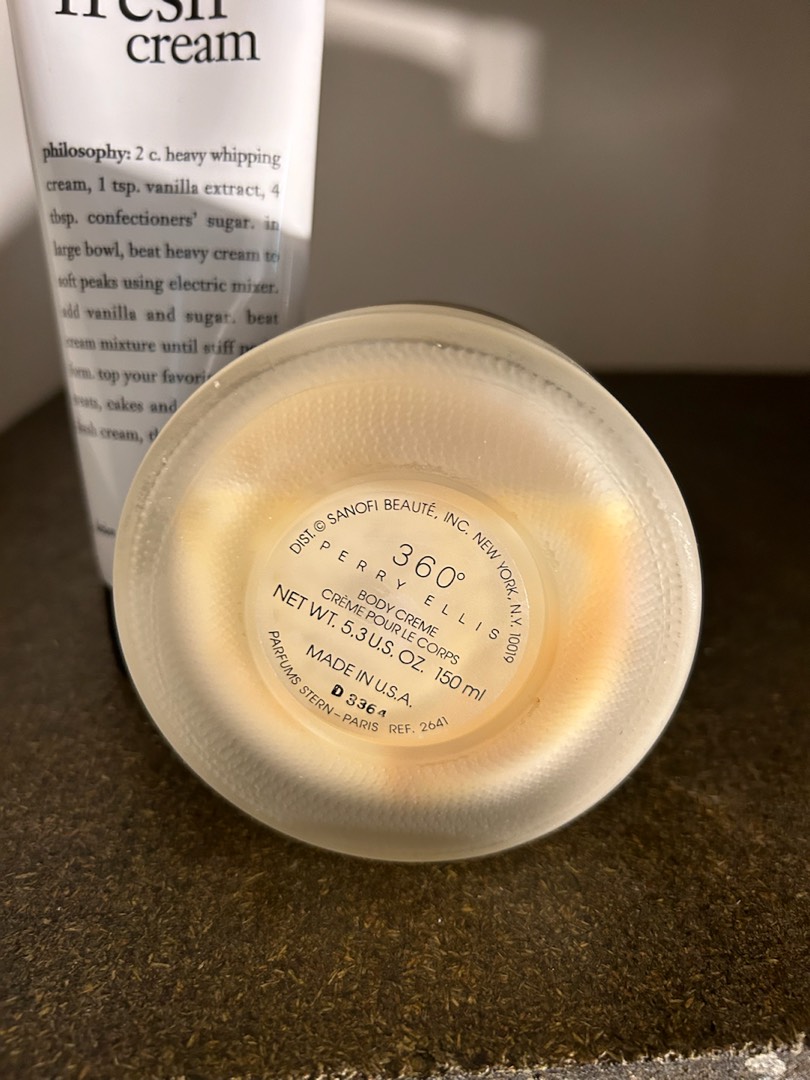 fresh
cream
philosophy: 2 c. heavy whipping
cream, 1 tsp. vanilla extract, 4
tbsp. confectioners' sugar. in
large bowl, beat heavy cream to
soft peaks using electric mixer.
add vanilla and sugar. beat
cream mixture until stiff
form. top your
cakes and
cream,
DIST. © SANOFI BEAUTÉ, INC. NEW YORK, N.Y. 10019
360°
PERRY ELLIS
BODY CREME
CRÈME POUR LE CORPS
NET WT. 5.3 U.S. OZ. 150 ml
MADE IN U.S.A.
D 3364
PARFUMS STERN–PARIS REF. 2641